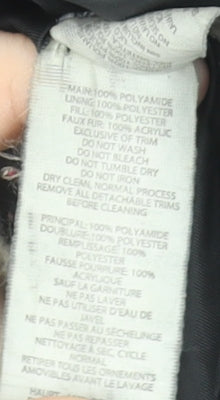 MAIN: 100% POLYAMIDE
LINING: 100% POLYESTER
FILL: 100% POLYESTER
FAUX FUR: 100% ACRYLIC
EXCLUSIVE OF TRIM
DO NOT WASH
DO NOT BLEACH
DO NOT TUMBLE DRY
DO NOT IRON
DRY CLEAN, NORMAL PROCESS
REMOVE ALL DETACHABLE TRIMS
BEFORE CLEANING
PRINCIPAL: 100% POLYAMIDE
DOUBLURE: 100% POLYESTER
REMPLISSAGE: 100%
POLYESTER
FAUSSE FOURRURE: 100%
ACRYLIQUE
SAUF LA GARNITURE
NE PAS LAVER
NE PAS UTILISER D'EAU DE
JAVEL
NE PAS PASSER AU SÈCHELINGE
NE PAS REPASSER
NETTOYAGE À SEC, CYCLE
NORMAL
RETIRER TOUS LES ORNEMENTS
AMOVIBLES AVANT LE LAVAGE
HAUPT